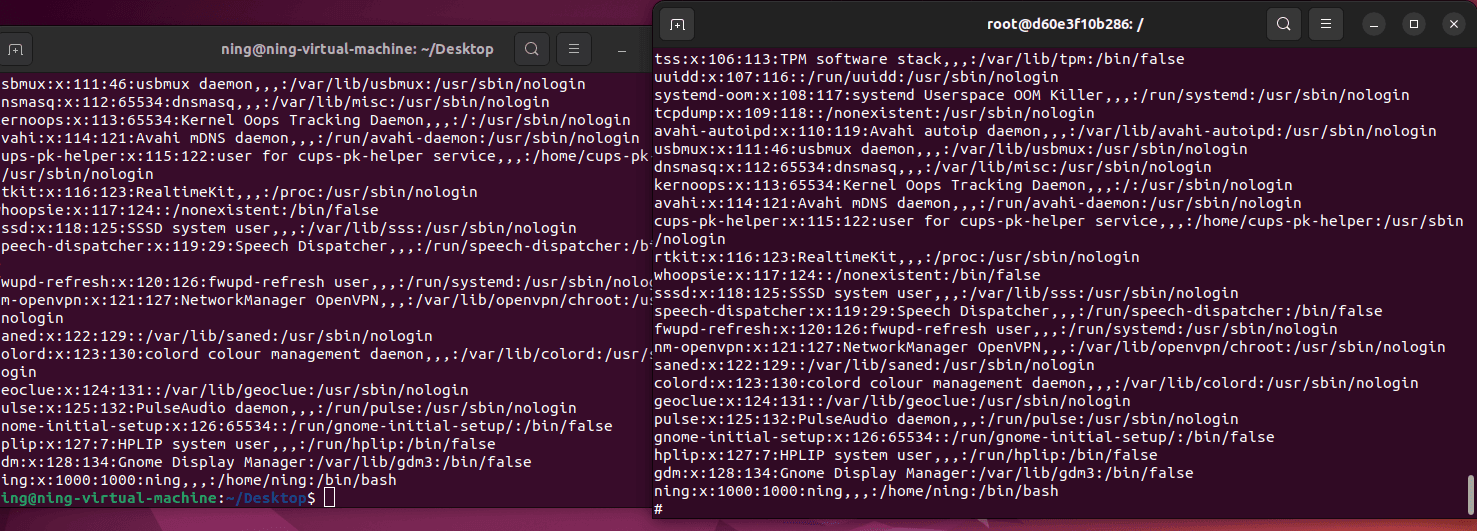 ning@ning-virtual-machine: ~/Desktop
sbmux:x:111:46:usbmux daemon,,,:/var/lib/usbmux:/usr/sbin/nologin
nsmasq:x:112:65534:dnsmasq,,,:/var/lib/misc:/usr/sbin/nologin
ernoops:x:113:65534:Kernel Oops Tracking Daemon,,,:/:/usr/sbin/nologin
vahi:x:114:121:Avahi mDNS daemon,,,:/run/avahi-daemon:/usr/sbin/nologin
ups-pk-helper:x:115:122:user for cups-pk-helper service,,,:/home/cups-pk-
/usr/sbin/nologin
tkit:x:116:123:RealtimeKit,,,:/proc:/usr/sbin/nologin
hoopsie:x:117:124::/nonexistent:/bin/false
ssd:x:118:125:SSSD system user,,,:/var/lib/sss:/usr/sbin/nologin
peech-dispatcher:x:119:29:Speech Dispatcher,,,:/run/speech-dispatcher:/bi
wupd-refresh:x:120:126:fwupd-refresh user,,,:/run/systemd:/usr/sbin/nolog
m-openvpn:x:121:127:NetworkManager OpenVPN,,,:/var/lib/openvpn/chroot:/us
nologin
aned:x:122:129::/var/lib/saned:/usr/sbin/nologin
olord:x:123:130:colord colour management daemon,,,:/var/lib/colord:/usr/s
ogin
eoclue:x:124:131::/var/lib/geoclue:/usr/sbin/nologin
ulse:x:125:132:PulseAudio daemon,,,:/run/pulse:/usr/sbin/nologin
nome-initial-setup:x:126:65534::/run/gnome-initial-setup/:/bin/false
plip:x:127:7:HPLIP system user,,,:/run/hplip:/bin/false
dm:x:128:134:Gnome Display Manager:/var/lib/gdm3:/bin/false
ing:x:1000:1000:ning,,,:/home/ning:/bin/bash
ing@ning-virtual-machine:~/Desktop$
root@d60e3f10b286: /
tss:x:106:113:TPM software stack,,,:/var/lib/tpm:/bin/false
uuidd:x:107:116::/run/uuidd:/usr/sbin/nologin
systemd-oom:x:108:117:systemd Userspace OOM Killer,,,:/run/systemd:/usr/sbin/nologin
tcpdump:x:109:118::/nonexistent:/usr/sbin/nologin
avahi-autoipd:x:110:119:Avahi autoip daemon,,,:/var/lib/avahi-autoipd:/usr/sbin/nologin
usbmux:x:111:46:usbmux daemon,,,:/var/lib/usbmux:/usr/sbin/nologin
dnsmasq:x:112:65534:dnsmasq,,,:/var/lib/misc:/usr/sbin/nologin
kernoops:x:113:65534:Kernel Oops Tracking Daemon,,,:/:/usr/sbin/nologin
avahi:x:114:121:Avahi mDNS daemon,,,:/run/avahi-daemon:/usr/sbin/nologin
cups-pk-helper:x:115:122:user for cups-pk-helper service,,,:/home/cups-pk-helper:/usr/sbin
/nologin
rtkit:x:116:123:RealtimeKit,,,:/proc:/usr/sbin/nologin
whoopsie:x:117:124::/nonexistent:/bin/false
sssd:x:118:125:SSSD system user,,,:/var/lib/sss:/usr/sbin/nologin
speech-dispatcher:x:119:29:Speech Dispatcher,,,:/run/speech-dispatcher:/bin/false
fwupd-refresh:x:120:126:fwupd-refresh user,,,:/run/systemd:/usr/sbin/nologin
nm-openvpn:x:121:127:NetworkManager OpenVPN,,,:/var/lib/openvpn/chroot:/usr/sbin/nologin
saned:x:122:129::/var/lib/saned:/usr/sbin/nologin
colord:x:123:130:colord colour management daemon,,,:/var/lib/colord:/usr/sbin/nologin
geoclue:x:124:131::/var/lib/geoclue:/usr/sbin/nologin
pulse:x:125:132:PulseAudio daemon,,,:/run/pulse:/usr/sbin/nologin
gnome-initial-setup:x:126:65534::/run/gnome-initial-setup/:/bin/false
hplip:x:127:7:HPLIP system user,,,:/run/hplip:/bin/false
gdm:x:128:134:Gnome Display Manager:/var/lib/gdm3:/bin/false
ning:x:1000:1000:ning,,,:/home/ning:/bin/bash
#